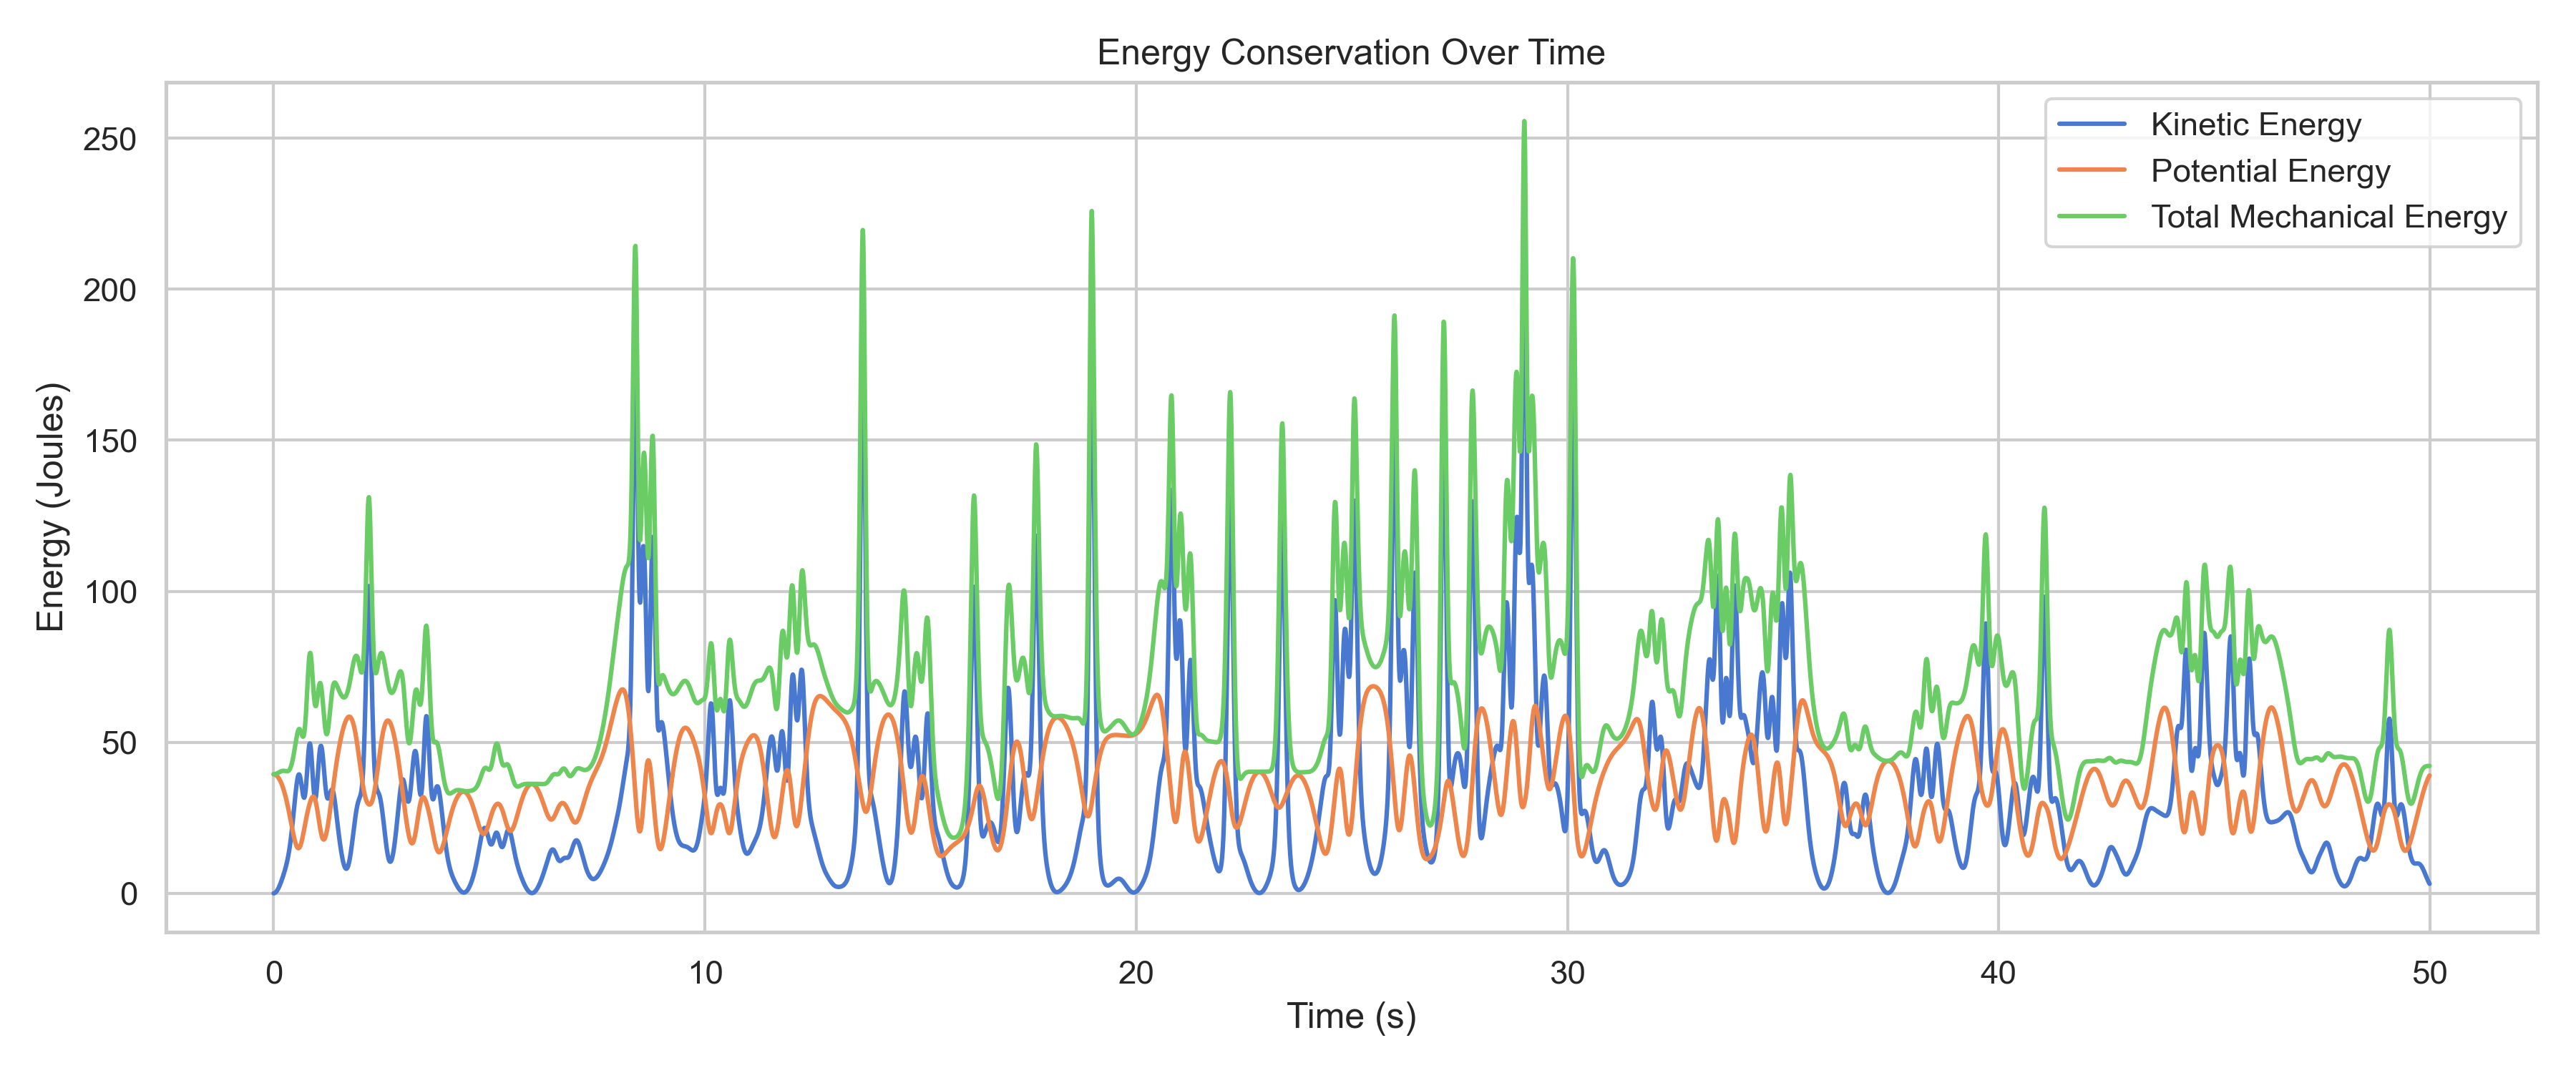 Energy Conservation Over Time
Energy (Joules)
250
200
150
100
50
0
Kinetic Energy
Potential Energy
Total Mechanical Energy
0 10 20 30 40 50
Time (s)